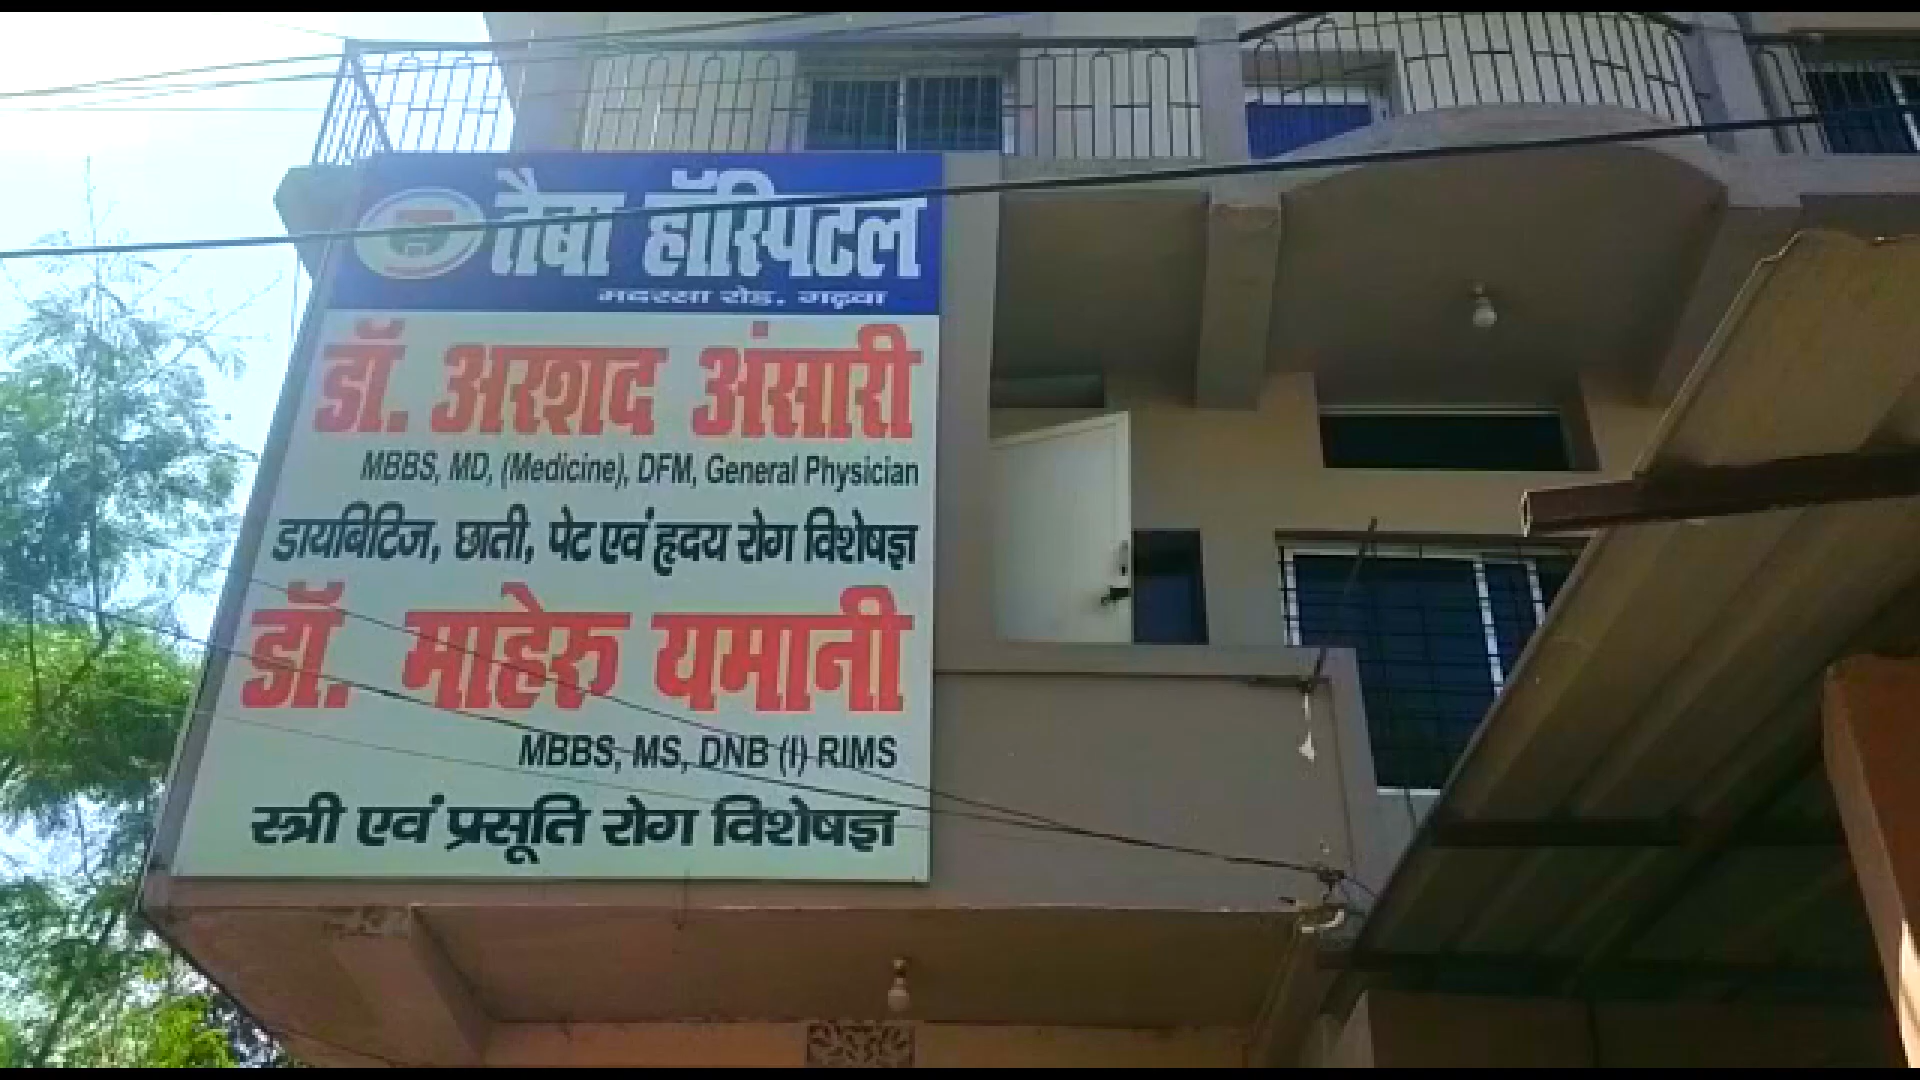 तैबा हॉस्पिटल
मदरसा रोड, गढ़वा
डॉ. अरशद अंसारी
MBBS, MD, (Medicine), DFM, General Physician
डायबिटिज, छाती, पेट एवं हृदय रोग विशेषज्ञ
डॉ. माहेरु यमानी
MBBS, MS, DNB (I) RIMS
स्त्री एवं प्रसूति रोग विशेषज्ञ